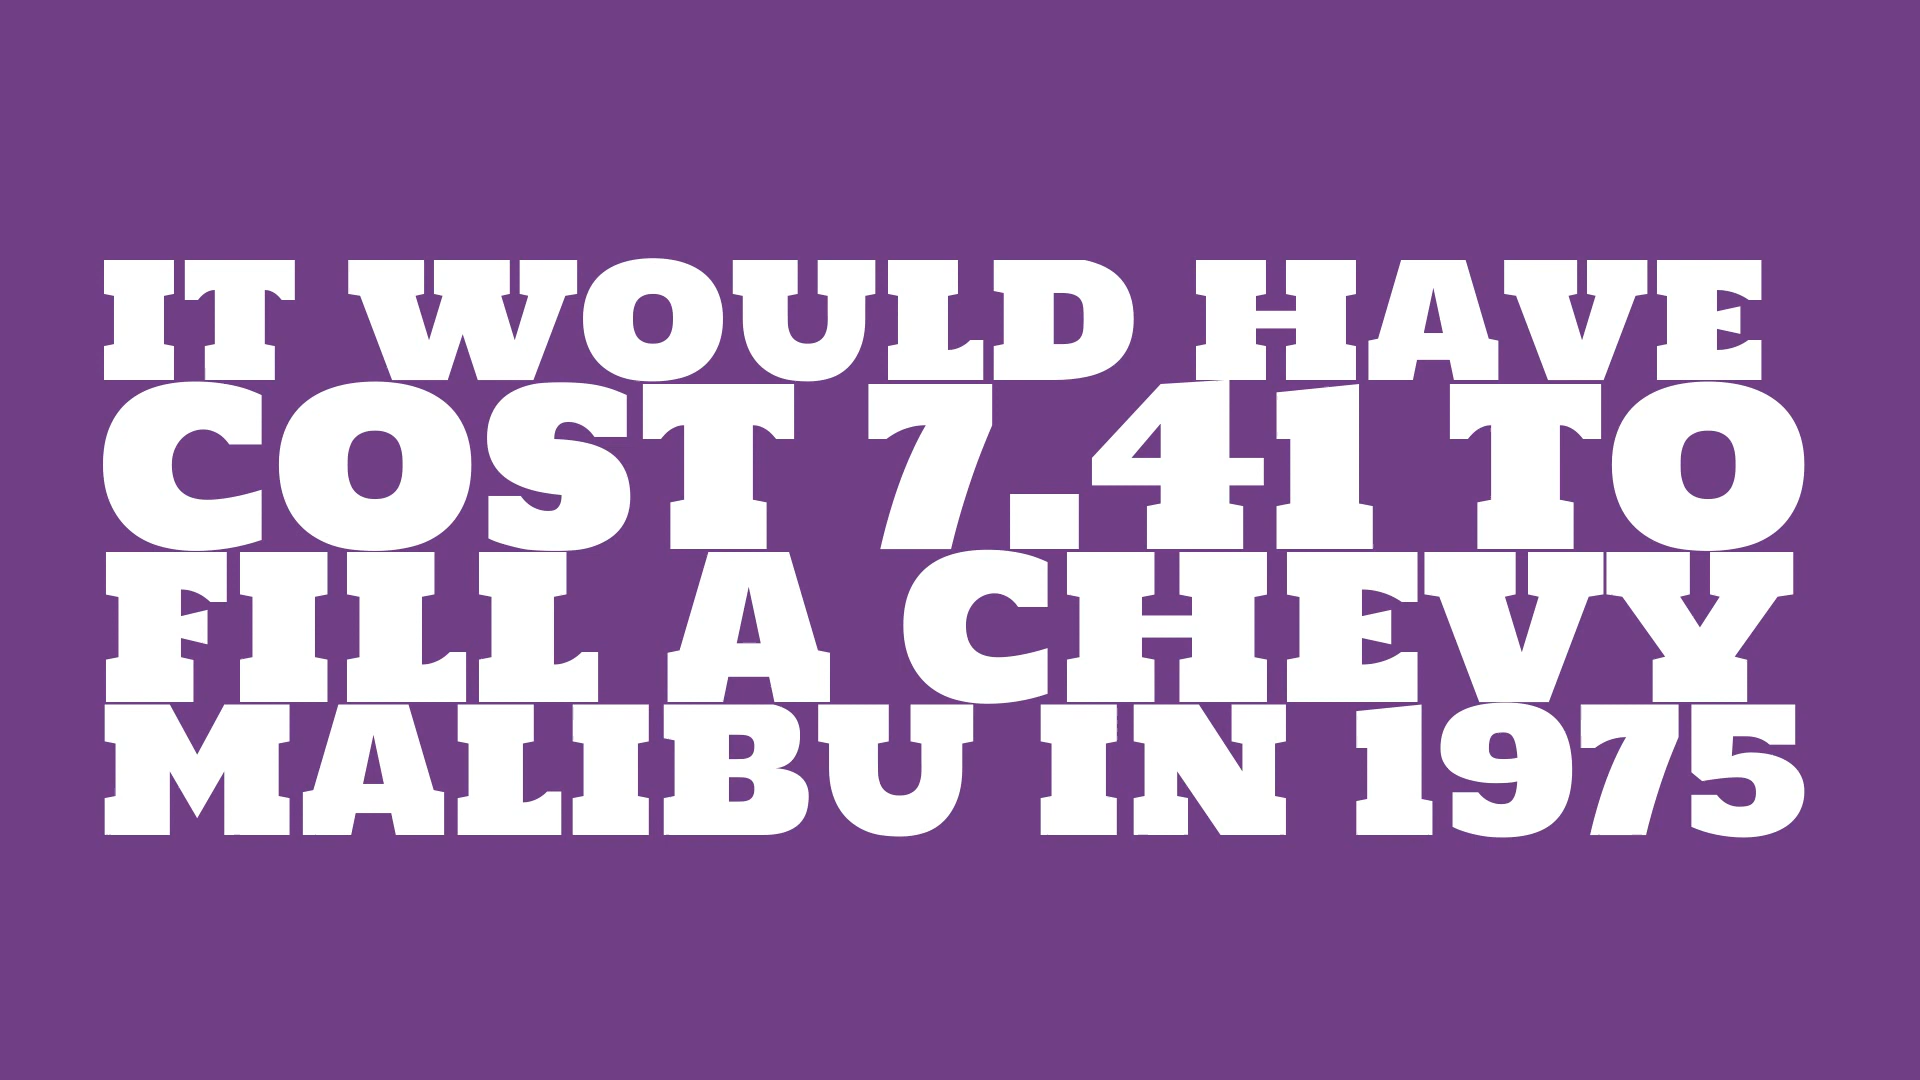 IT WOULD HAVE
COST 7.41 TO
FILL A CHEVY
MALIBU IN 1975